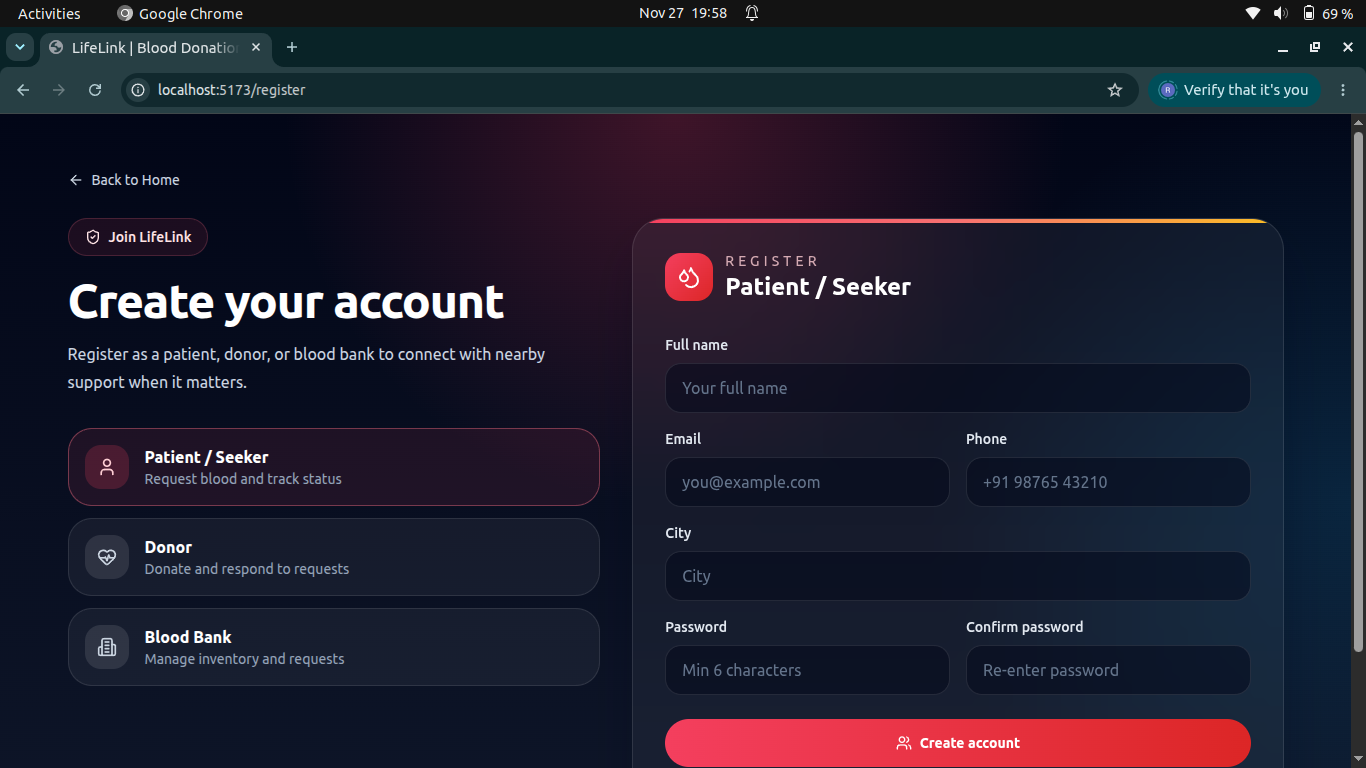 Activities
Google Chrome
Nov 27 19:58
69 %
LifeLink | Blood Donatio
localhost:5173/register
R
Verify that it's you
Back to Home
Join LifeLink
Create your account
Register as a patient, donor, or blood bank to connect with nearby
support when it matters.
Patient / Seeker
Request blood and track status
Donor
Donate and respond to requests
Blood Bank
Manage inventory and requests
REGISTER
Patient / Seeker
Full name
Your full name
Email
Phone
you@example.com
+91 98765 43210
City
City
Password
Confirm password
Min 6 characters
Re-enter password
Create account